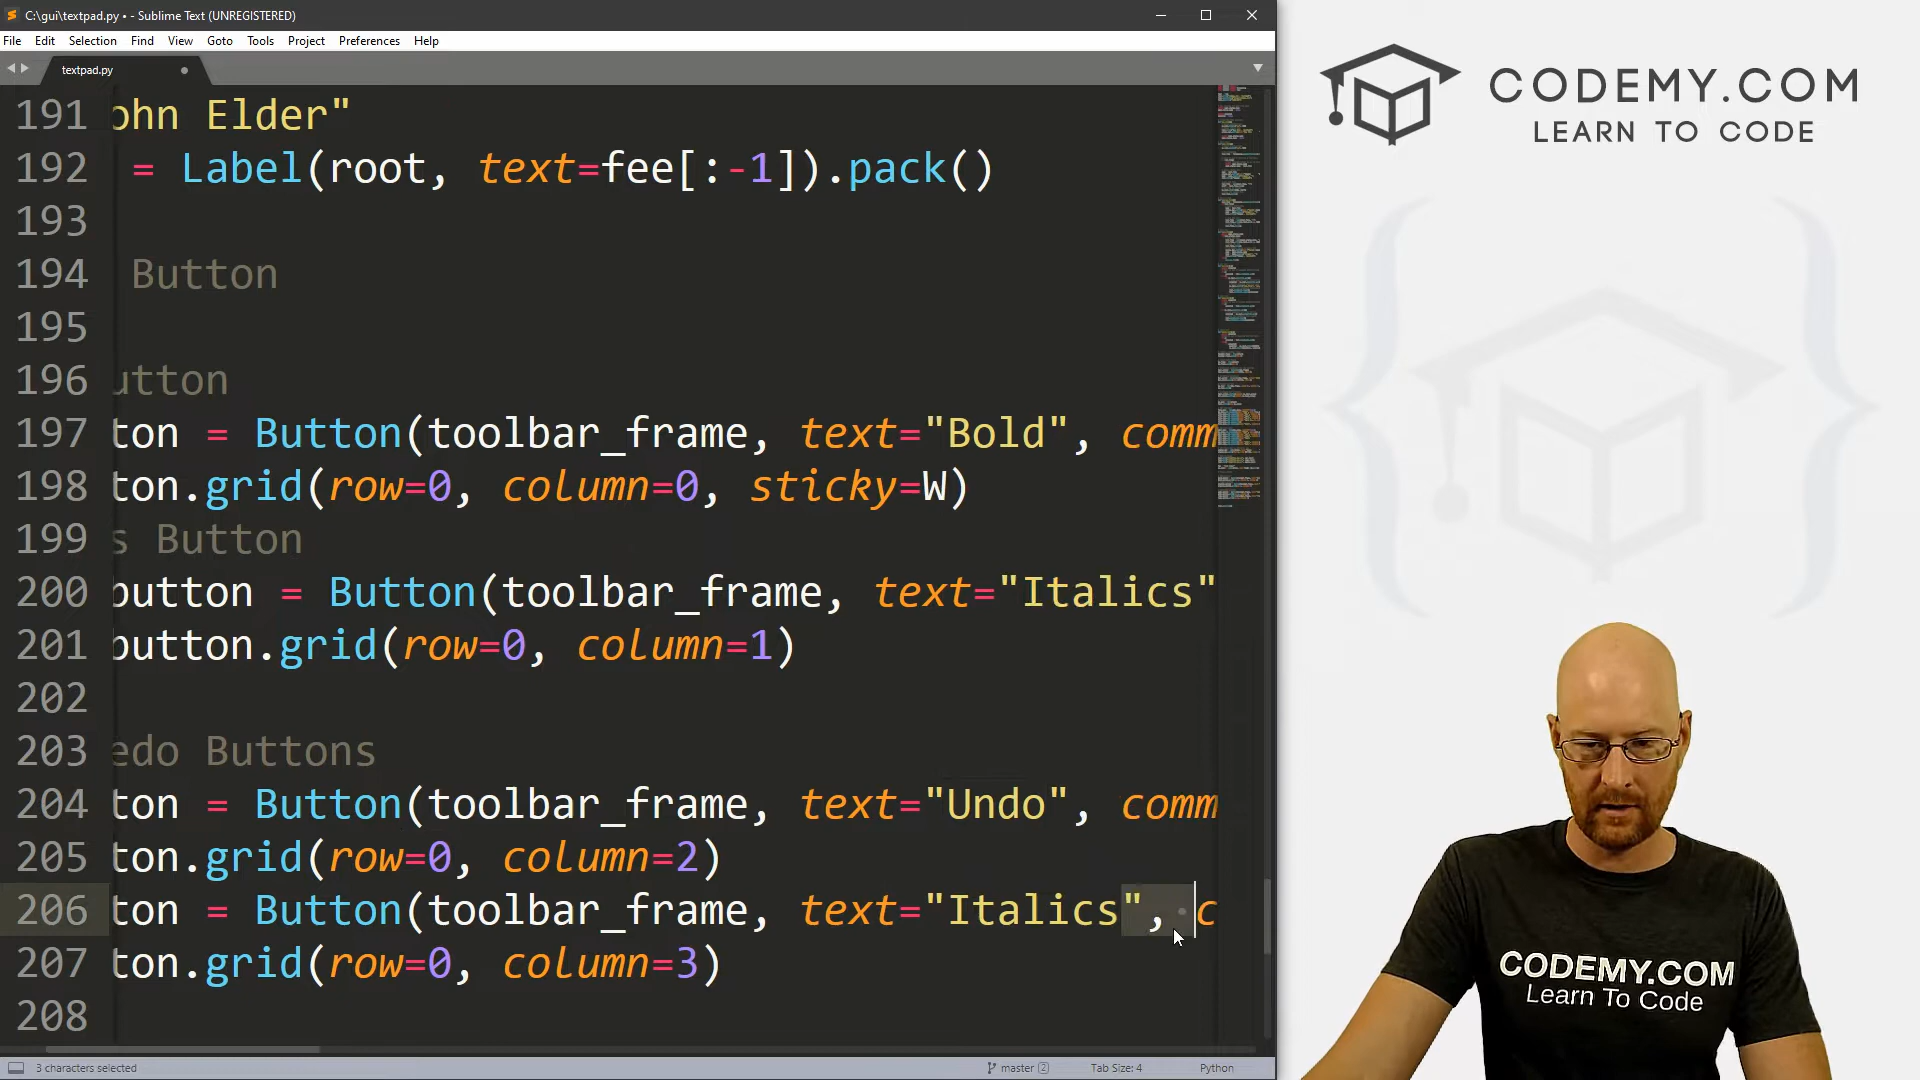 C:\gui\textpad.py • - Sublime Text (UNREGISTERED)
File Edit Selection Find View Goto Tools Project Preferences Help
textpad.py
191 ohn Elder"
192 = Label(root, text=fee[:-1]).pack()
193
194 Button
195
196 utton
197 ton = Button(toolbar_frame, text="Bold", comm
198 ton.grid(row=0, column=0, sticky=W)
199 s Button
200 button = Button(toolbar_frame, text="Italics"
201 button.grid(row=0, column=1)
202
203 edo Buttons
204 ton = Button(toolbar_frame, text="Undo", comm
205 ton.grid(row=0, column=2)
206 ton = Button(toolbar_frame, text="Italics", c
207 ton.grid(row=0, column=3)
208
3 characters selected
master 2
Tab Size: 4
Python
CODEMY.COM
LEARN TO CODE
CODEMY.COM
Learn To Code